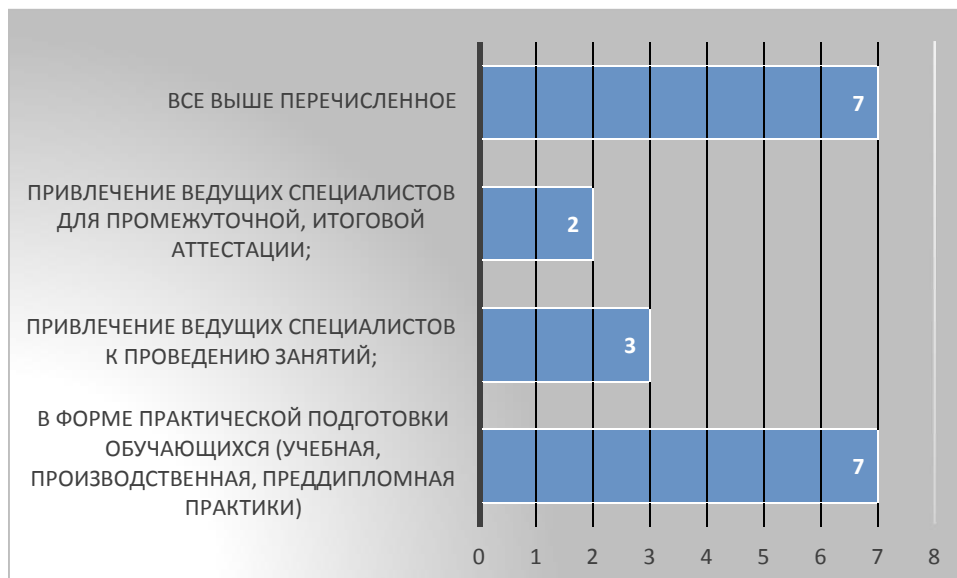 ВСЕ ВЫШЕ ПЕРЕЧИСЛЕННОЕ
7
ПРИВЛЕЧЕНИЕ ВЕДУЩИХ СПЕЦИАЛИСТОВ
ДЛЯ ПРОМЕЖУТОЧНОЙ, ИТОГОВОЙ
АТТЕСТАЦИИ;
2
ПРИВЛЕЧЕНИЕ ВЕДУЩИХ СПЕЦИАЛИСТОВ
К ПРОВЕДЕНИЮ ЗАНЯТИЙ;
3
В ФОРМЕ ПРАКТИЧЕСКОЙ ПОДГОТОВКИ
ОБУЧАЮЩИХСЯ (УЧЕБНАЯ,
ПРОИЗВОДСТВЕННАЯ, ПРЕДДИПЛОМНАЯ
ПРАКТИКИ)
7
0 1 2 3 4 5 6 7 8